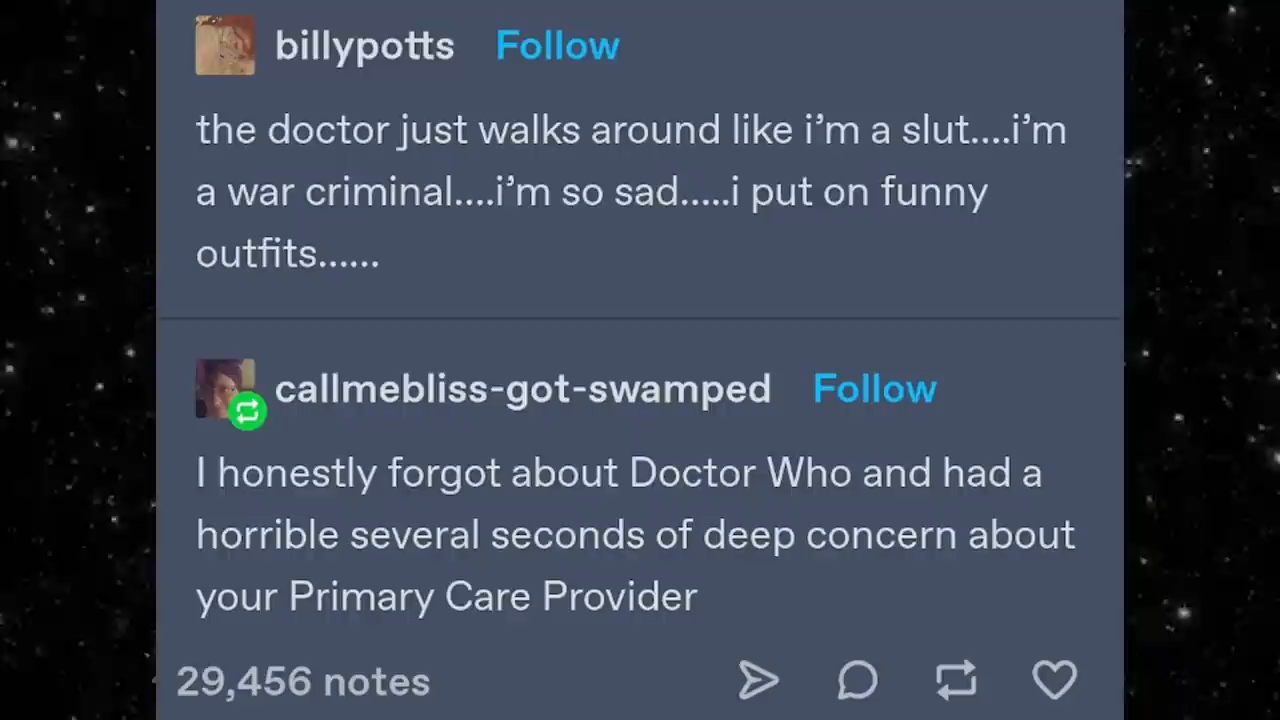 billypotts Follow
the doctor just walks around like i’m a slut....i’m
a war criminal....i’m so sad.....i put on funny
outfits......
callmebliss-got-swamped Follow
I honestly forgot about Doctor Who and had a
horrible several seconds of deep concern about
your Primary Care Provider
29,456 notes